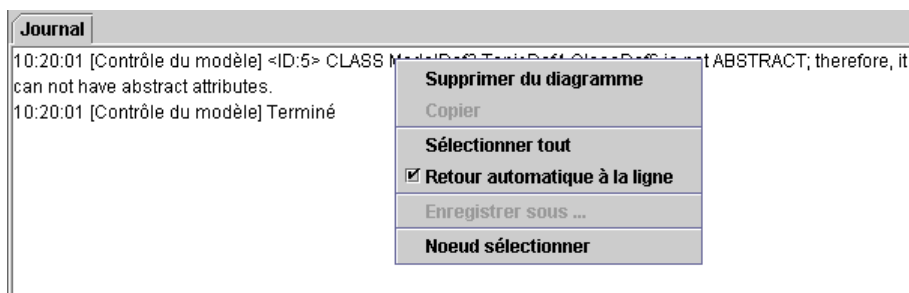 Journal
10:20:01 [Contrôle du modèle] <ID:5> CLASS is not ABSTRACT; therefore, it
can not have abstract attributes.
10:20:01 [Contrôle du modèle] Terminé
Supprimer du diagramme
Copier
Sélectionner tout
Retour automatique à la ligne
Enregistrer sous ...
Noeud sélectionner